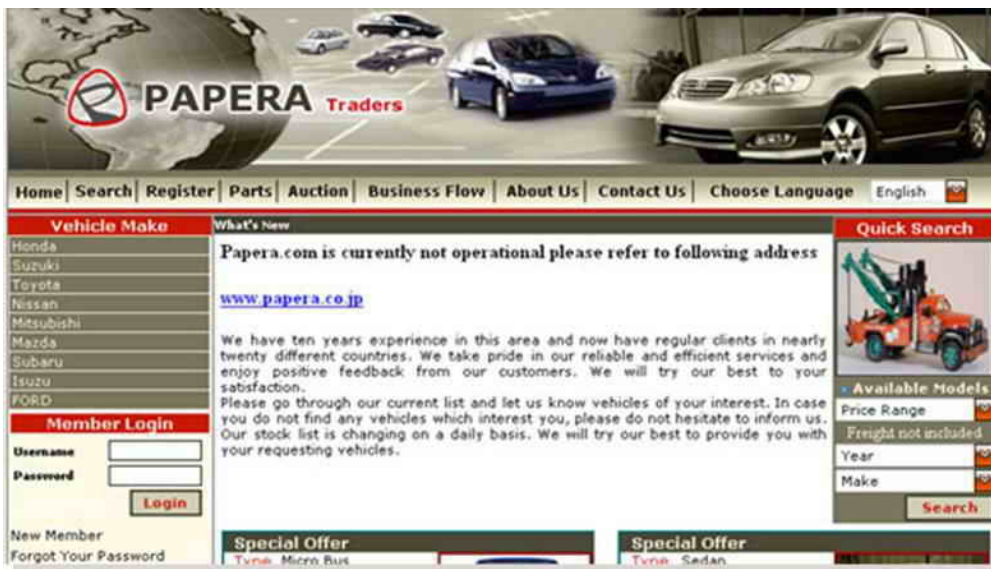 PAPERA Traders
Home Search Register Parts Auction Business Flow About Us Contact Us Choose Language English
Vehicle Make
Honda
Suzuki
Toyota
Nissan
Mitsubishi
Mazda
Subaru
Isuzu
FORD
Member Login
Username
Password
Login
New Member
Forgot Your Password
What's New
Papera.com is currently not operational please refer to following address
www.papera.co.jp
We have ten years experience in this area and now have regular clients in nearly
twenty different countries. We take pride in our reliable and efficient services and
enjoy positive feedback from our customers. We will try our best to your
satisfaction.
Please go through our current list and let us know vehicles of your interest. In case
you do not find any vehicles which interest you, please do not hesitate to inform us.
Our stock list is changing on a daily basis. We will try our best to provide you with
your requesting vehicles.
Special Offer
Type Micro Bus
Special Offer
Type Sedan
Quick Search
Available Models
Price Range
Freight not included
Year
Make
Search